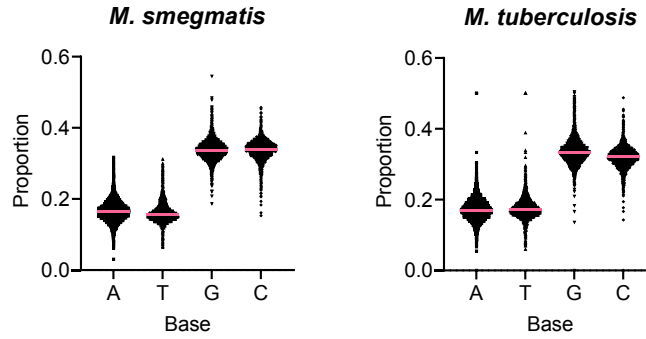 M. smegmatis
0.6
0.4
0.2
0.0
Proportion
A T G C
Base
M. tuberculosis
0.6
0.4
0.2
0.0
Proportion
A T G C
Base